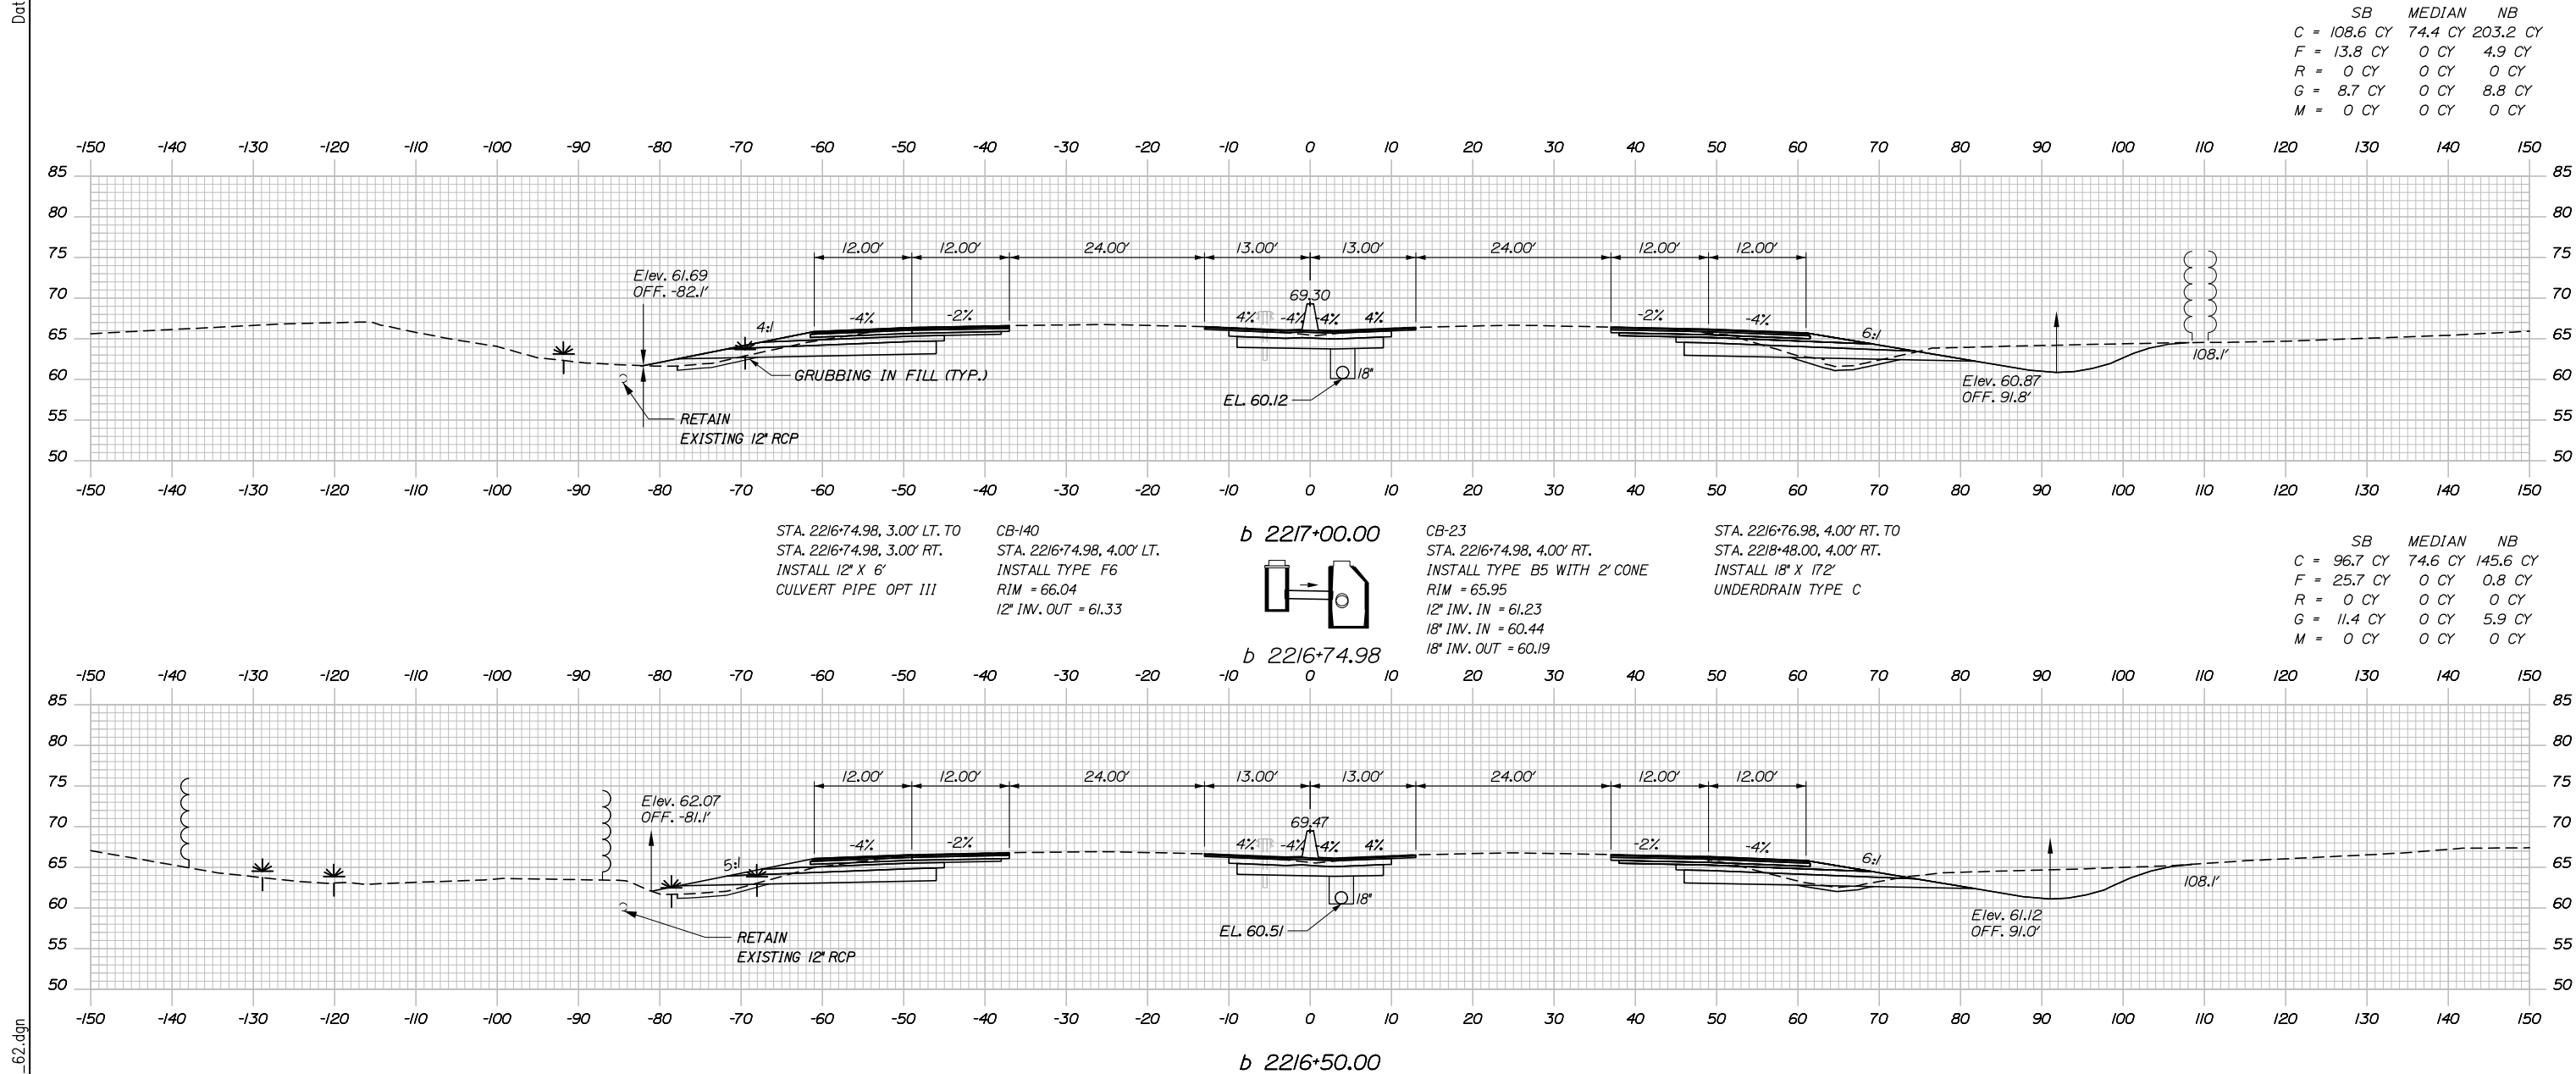 Dat
SB MEDIAN NB
C = 108.6 CY 74.4 CY 203.2 CY
F = 13.8 CY 0 CY 4.9 CY
R = 0 CY 0 CY 0 CY
G = 8.7 CY 0 CY 8.8 CY
M = 0 CY 0 CY 0 CY
-150 -140 -130 -120 -110 -100 -90 -80 -70 -60 -50 -40 -30 -20 -10 0 10 20 30 40 50 60 70 80 90 100 110 120 130 140 150
85 85
80 80
75 75
70 70
65 65
60 60
55 55
50 50
12.00' 12.00' 24.00' 13.00' 13.00' 24.00' 12.00' 12.00'
Elev. 61.69
OFF. -82.1'
4:1 -4% -2% 69.30 4% -4% -4% 4% -2% -4% 6:1
108.1'
GRUBBING IN FILL (TYP.)
18"
EL. 60.12
Elev. 60.87
OFF. 91.8'
RETAIN
EXISTING 12" RCP
-150 -140 -130 -120 -110 -100 -90 -80 -70 -60 -50 -40 -30 -20 -10 0 10 20 30 40 50 60 70 80 90 100 110 120 130 140 150
b 2217+00.00
STA. 2216+74.98, 3.00' LT. TO
STA. 2216+74.98, 3.00' RT.
INSTALL 12" X 6'
CULVERT PIPE OPT III
CB-140
STA. 2216+74.98, 4.00' LT.
INSTALL TYPE F6
RIM = 66.04
12" INV. OUT = 61.33
CB-23
STA. 2216+74.98, 4.00' RT.
INSTALL TYPE B5 WITH 2' CONE
RIM = 65.95
12" INV. IN = 61.23
18" INV. IN = 60.44
18" INV. OUT = 60.19
STA. 2216+76.98, 4.00' RT. TO
STA. 2218+48.00, 4.00' RT.
INSTALL 18" X 172'
UNDERDRAIN TYPE C
b 2216+74.98
SB MEDIAN NB
C = 96.7 CY 74.6 CY 145.6 CY
F = 25.7 CY 0 CY 0.8 CY
R = 0 CY 0 CY 0 CY
G = 11.4 CY 0 CY 5.9 CY
M = 0 CY 0 CY 0 CY
-150 -140 -130 -120 -110 -100 -90 -80 -70 -60 -50 -40 -30 -20 -10 0 10 20 30 40 50 60 70 80 90 100 110 120 130 140 150
85 85
80 80
75 75
70 70
65 65
60 60
55 55
50 50
12.00' 12.00' 24.00' 13.00' 13.00' 24.00' 12.00' 12.00'
Elev. 62.07
OFF. -81.1'
5:1 -4% -2% 69.47 4% -4% -4% 4% -2% -4% 6:1
108.1'
18"
EL. 60.51
Elev. 61.12
OFF. 91.0'
RETAIN
EXISTING 12" RCP
-150 -140 -130 -120 -110 -100 -90 -80 -70 -60 -50 -40 -30 -20 -10 0 10 20 30 40 50 60 70 80 90 100 110 120 130 140 150
b 2216+50.00
_62.dgn